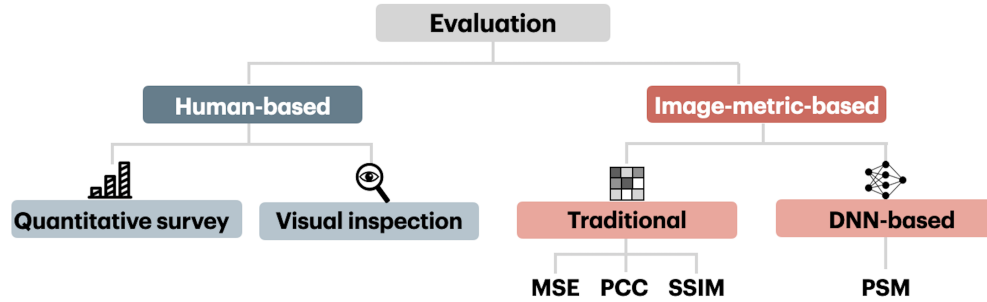 Evaluation
Human-based
Image-metric-based
Quantitative survey
Visual inspection
Traditional
DNN-based
MSE
PCC
SSIM
PSM